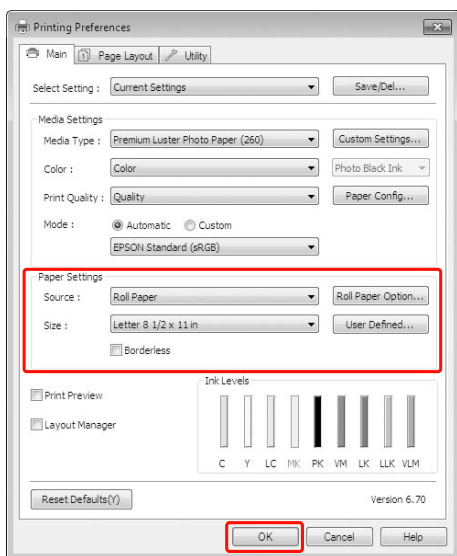 Printing Preferences
Main Page Layout Utility
Select Setting : Current Settings Save/Del...
Media Settings
Media Type : Premium Luster Photo Paper (260) Custom Settings...
Color : Color Photo Black Ink
Print Quality : Quality Paper Config...
Mode : Automatic Custom
EPSON Standard (sRGB)
Paper Settings
Source : Roll Paper Roll Paper Option...
Size : Letter 8 1/2 x 11 in User Defined...
Borderless
Ink Levels
Print Preview
Layout Manager
C Y LC MK PK VM LK LLK VLM
Reset Defaults(Y) Version 6.70
OK Cancel Help